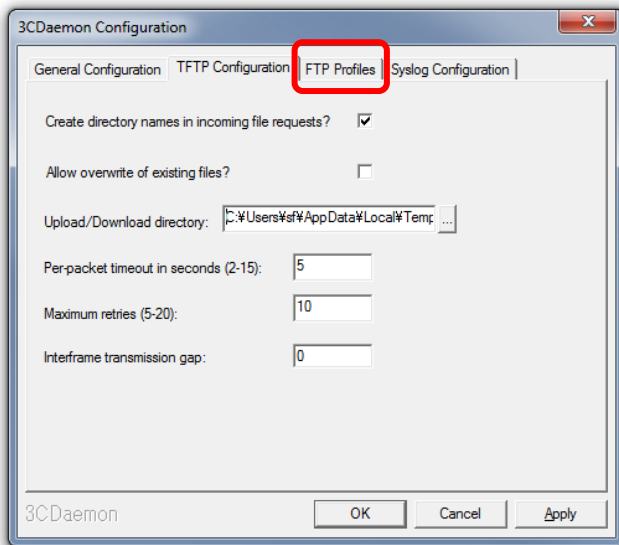 3CDaemon Configuration
General Configuration TFTP Configuration FTP Profiles Syslog Configuration
Create directory names in incoming file requests?
Allow overwrite of existing files?
Upload/Download directory: C:¥Users¥sf¥AppData¥Local¥Temp ...
Per-packet timeout in seconds (2-15): 5
Maximum retries (5-20): 10
Interframe transmission gap: 0
3CDaemon OK Cancel Apply